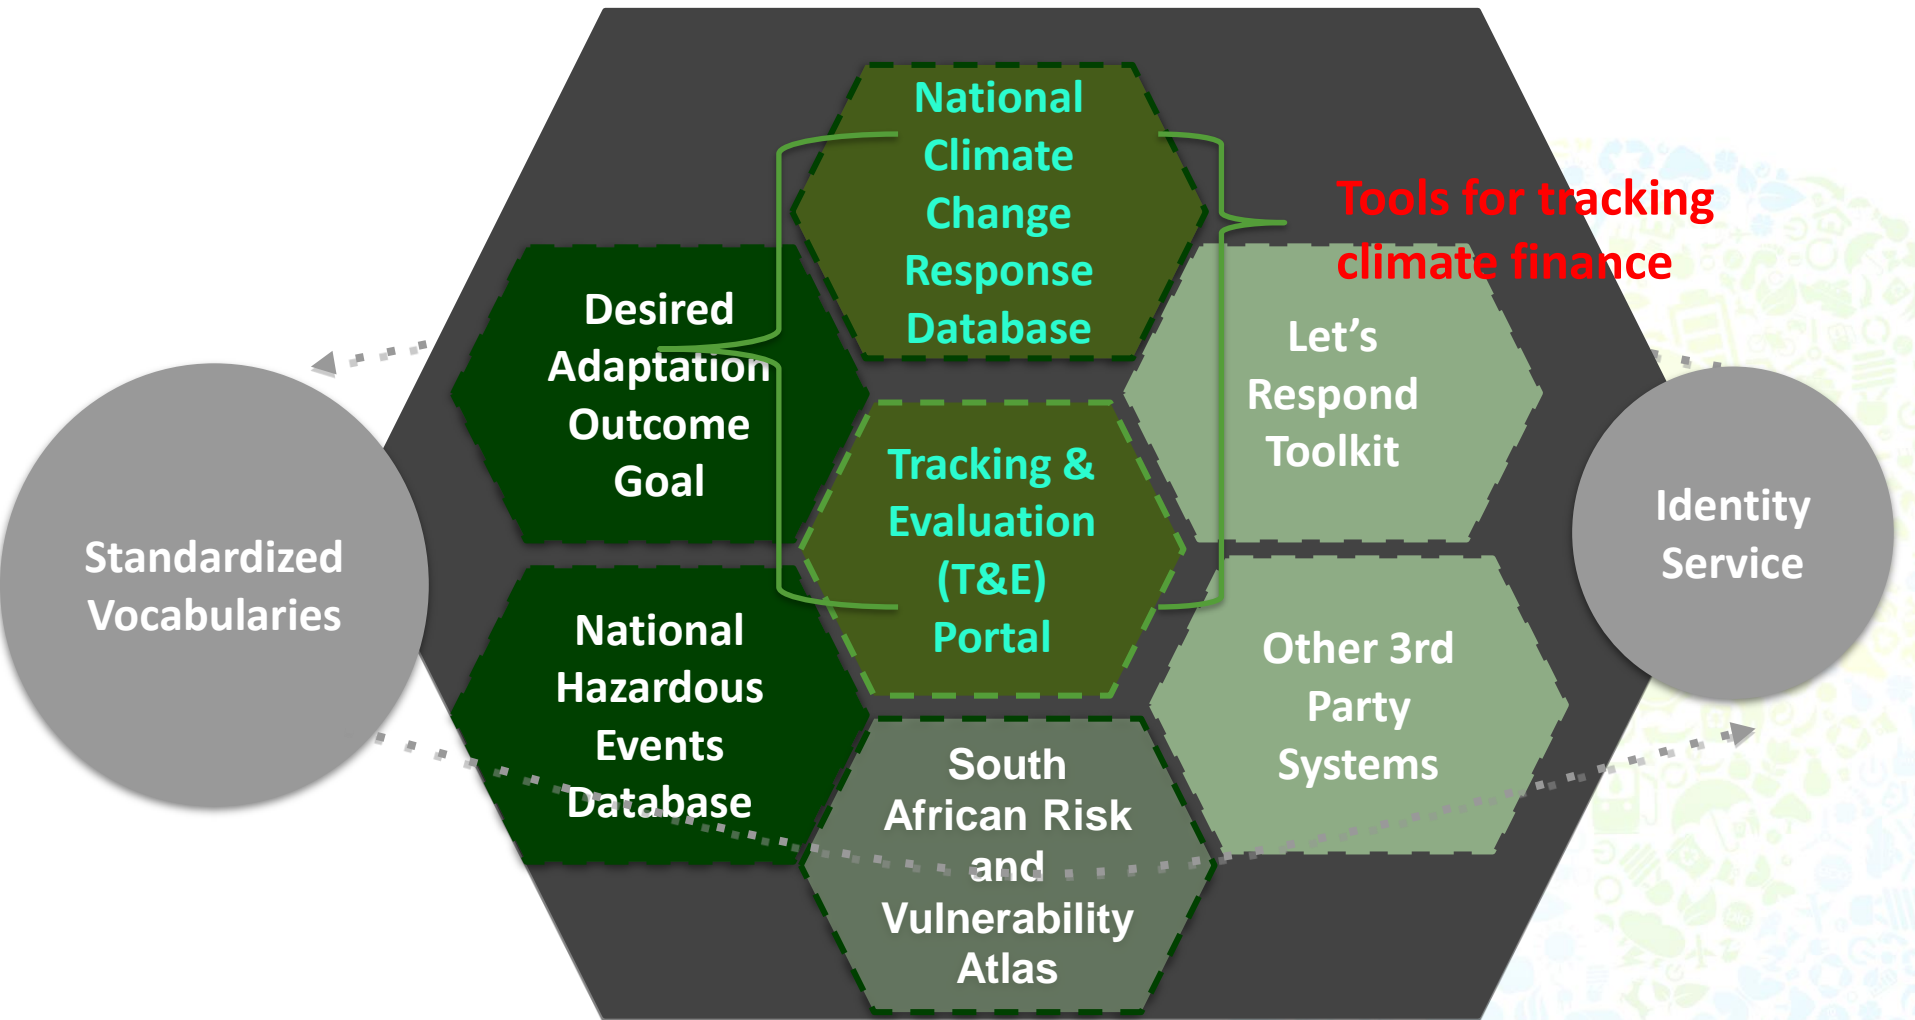 National
Climate
Change
Response
Database
Tools for tracking
climate finance
Desired
Adaptation
Outcome
Goal
Let’s
Respond
Toolkit
Tracking &
Evaluation
(T&E)
Portal
Standardized
Vocabularies
Identity
Service
National
Hazardous
Events
Database
Other 3rd
Party
Systems
South
African Risk
and
Vulnerability
Atlas